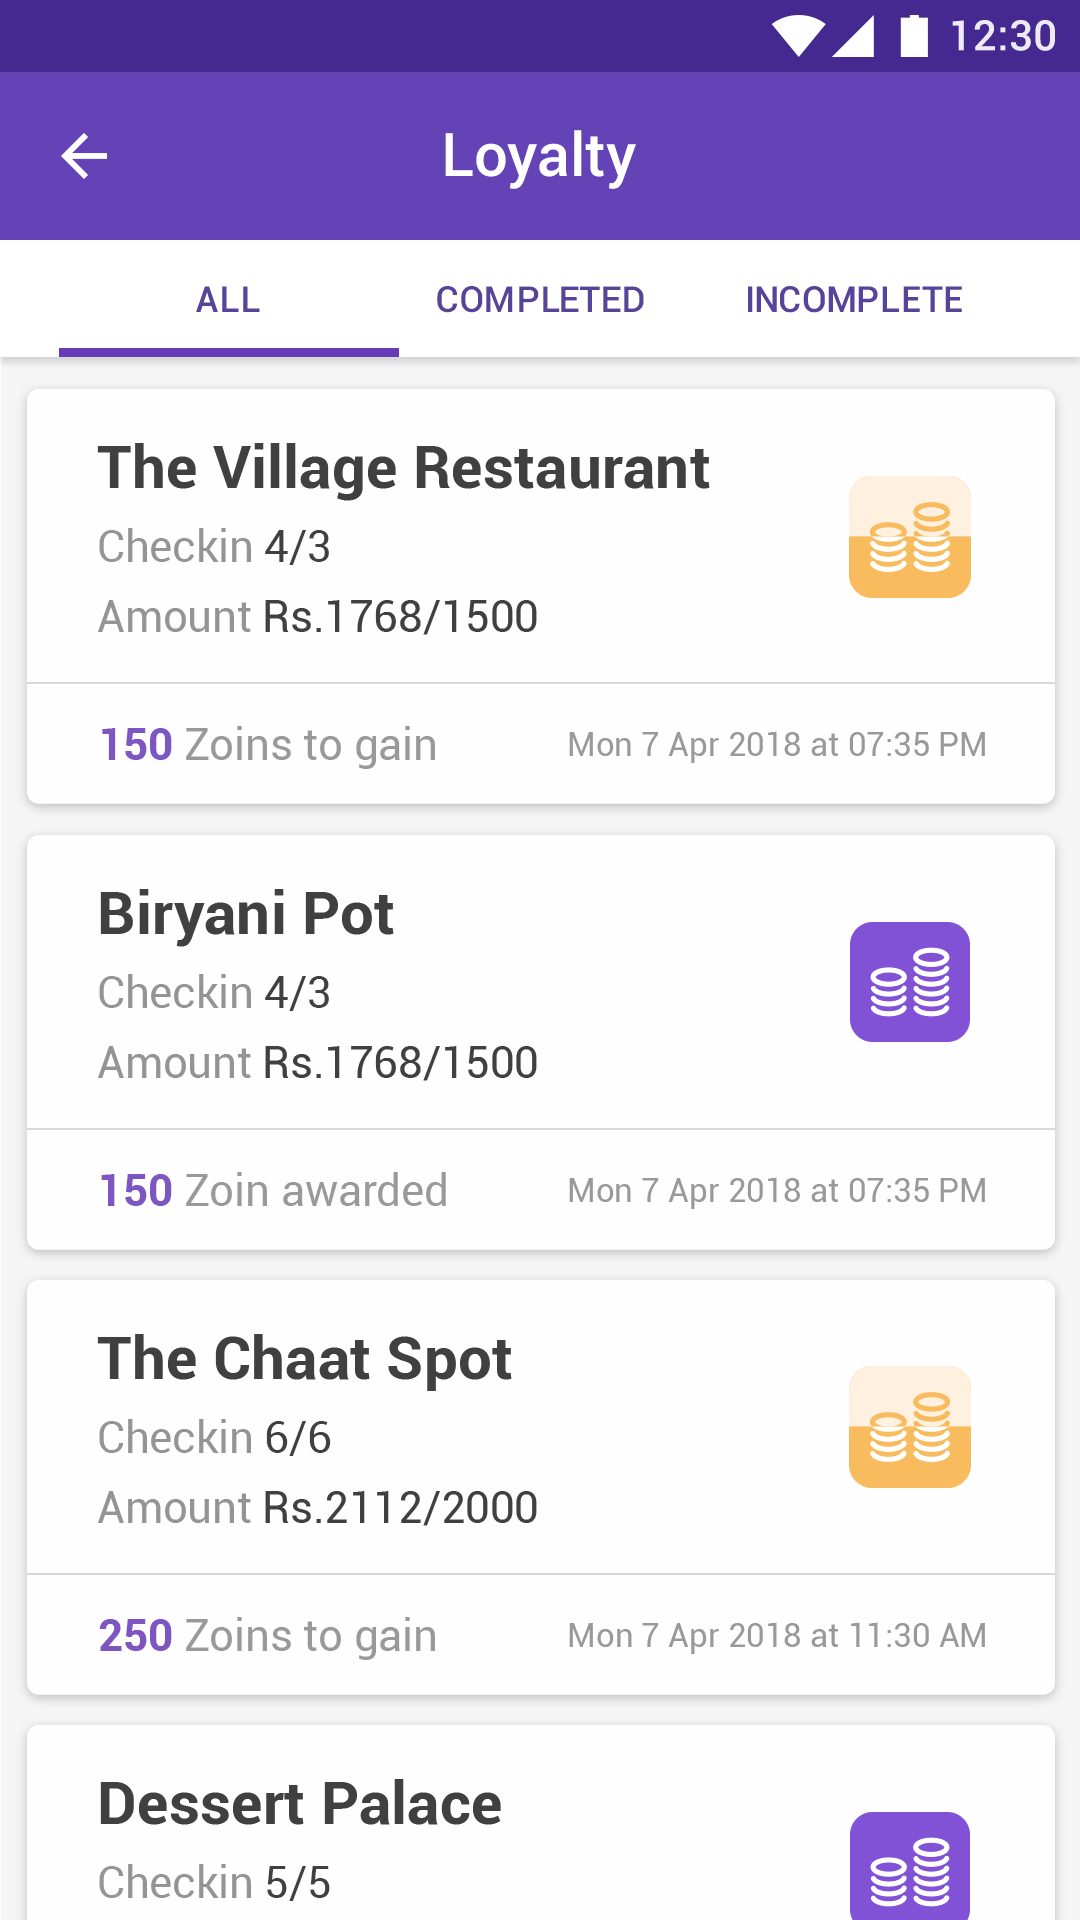 12:30
Loyalty
ALL COMPLETED INCOMPLETE
The Village Restaurant
Checkin 4/3
Amount Rs.1768/1500
150 Zoins to gain Mon 7 Apr 2018 at 07:35 PM
Biryani Pot
Checkin 4/3
Amount Rs.1768/1500
150 Zoin awarded Mon 7 Apr 2018 at 07:35 PM
The Chaat Spot
Checkin 6/6
Amount Rs.2112/2000
250 Zoins to gain Mon 7 Apr 2018 at 11:30 AM
Dessert Palace
Checkin 5/5